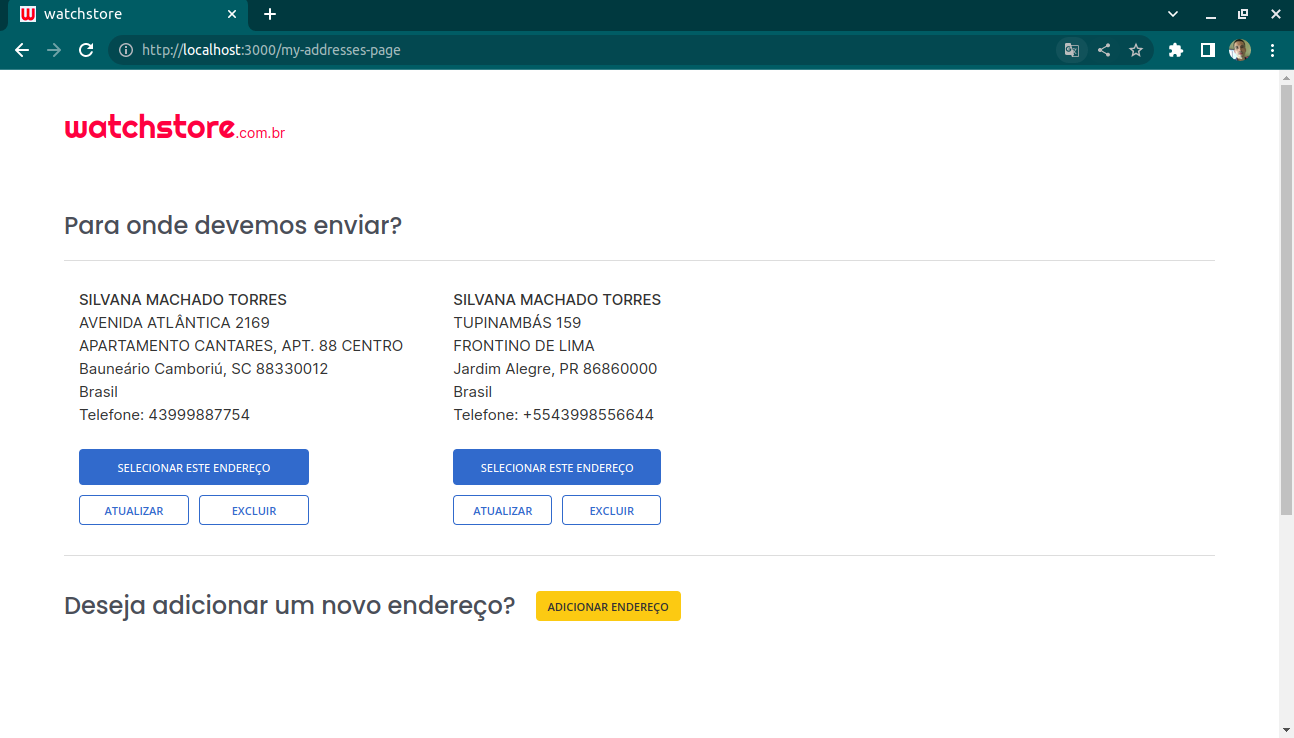 watchstore
http://localhost:3000/my-addresses-page
watchstore.com.br
Para onde devemos enviar?
SILVANA MACHADO TORRES
AVENIDA ATLÂNTICA 2169
APARTAMENTO CANTARES, APT. 88 CENTRO
Bauneário Camboriú, SC 88330012
Brasil
Telefone: 43999887754
SELECIONAR ESTE ENDEREÇO
ATUALIZAR EXCLUIR
SILVANA MACHADO TORRES
TUPINAMBÁS 159
FRONTINO DE LIMA
Jardim Alegre, PR 86860000
Brasil
Telefone: +5543998556644
SELECIONAR ESTE ENDEREÇO
ATUALIZAR EXCLUIR
Deseja adicionar um novo endereço? ADICIONAR ENDEREÇO